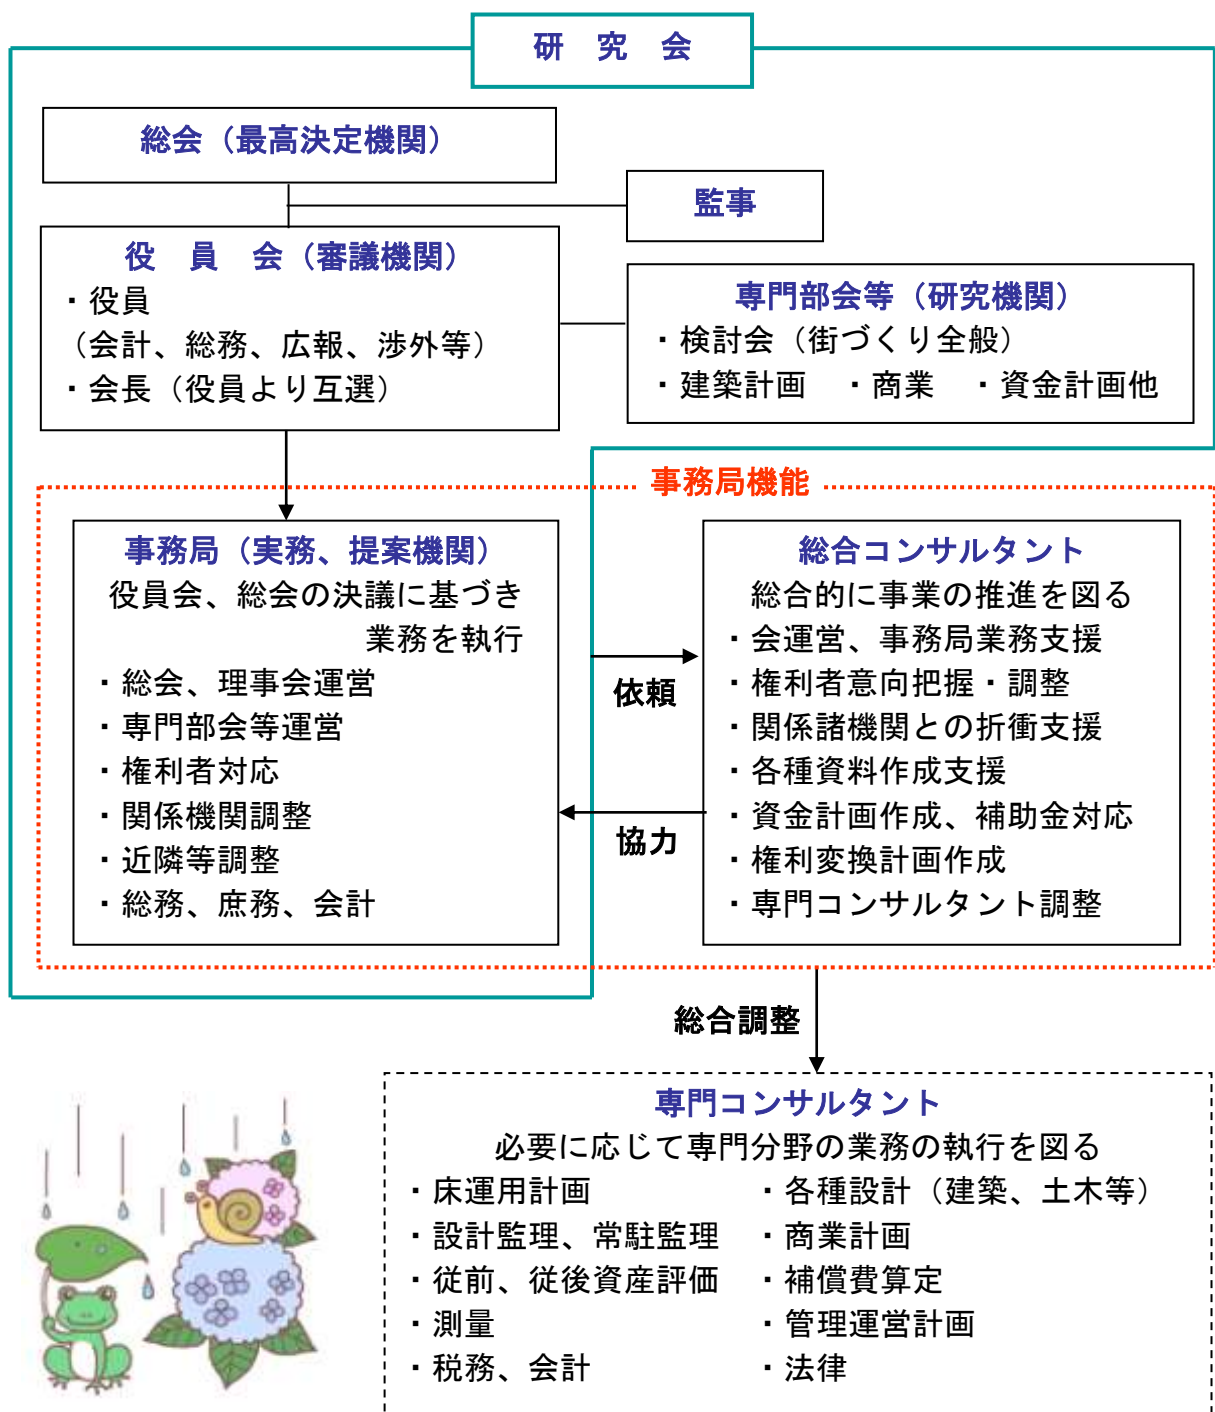 研　究　会
総会（最高決定機関）
監事
役　員　会（審議機関）
・役員
（会計、総務、広報、渉外等）
・会長（役員より互選）
専門部会等（研究機関）
・検討会（街づくり全般）
・建築計画　・商業　・資金計画他
事務局機能
事務局（実務、提案機関）
役員会、総会の決議に基づき
業務を執行
・総会、理事会運営
・専門部会等運営
・権利者対応
・関係機関調整
・近隣等調整
・総務、庶務、会計
依頼
協力
総合コンサルタント
総合的に事業の推進を図る
・会運営、事務局業務支援
・権利者意向把握・調整
・関係諸機関との折衝支援
・各種資料作成支援
・資金計画作成、補助金対応
・権利変換計画作成
・専門コンサルタント調整
総合調整
専門コンサルタント
必要に応じて専門分野の業務の執行を図る
・床運用計画　・各種設計（建築、土木等）
・設計監理、常駐監理　・商業計画
・従前、従後資産評価　・補償費算定
・測量　・管理運営計画
・税務、会計　・法律